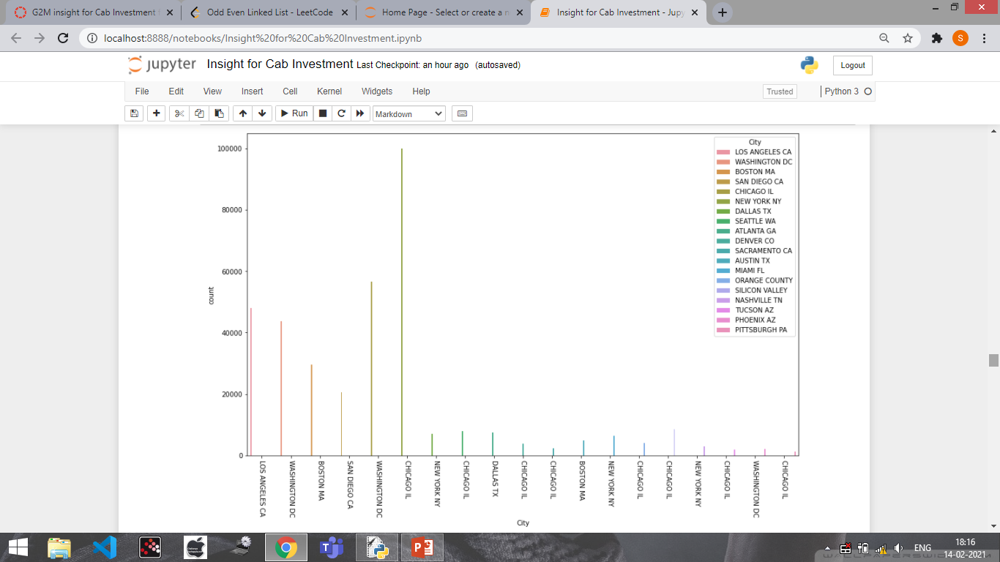 G2M insight for Cab Investment
Odd Even Linked List - LeetCode
Home Page - Select or create a n
Insight for Cab Investment - Jupy
localhost:8888/notebooks/Insight%20for%20Cab%20Investment.ipynb
S
jupyter
Insight for Cab Investment Last Checkpoint: an hour ago (autosaved)
Logout
File Edit View Insert Cell Kernel Widgets Help
Trusted
Python 3
Run
Markdown
100000
80000
60000
40000
20000
0
count
City
LOS ANGELES CA
WASHINGTON DC
BOSTON MA
SAN DIEGO CA
CHICAGO IL
NEW YORK NY
DALLAS TX
SEATTLE WA
ATLANTA GA
DENVER CO
SACRAMENTO CA
AUSTIN TX
MIAMI FL
ORANGE COUNTY
SILICON VALLEY
NASHVILLE TN
TUCSON AZ
PHOENIX AZ
PITTSBURGH PA
LOS ANGELES CA
WASHINGTON DC
BOSTON MA
SAN DIEGO CA
WASHINGTON DC
CHICAGO IL
NEW YORK NY
CHICAGO IL
DALLAS TX
CHICAGO IL
CHICAGO IL
BOSTON MA
NEW YORK NY
CHICAGO IL
CHICAGO IL
NEW YORK NY
CHICAGO IL
WASHINGTON DC
CHICAGO IL
City
ENG
18:16
14-02-2021